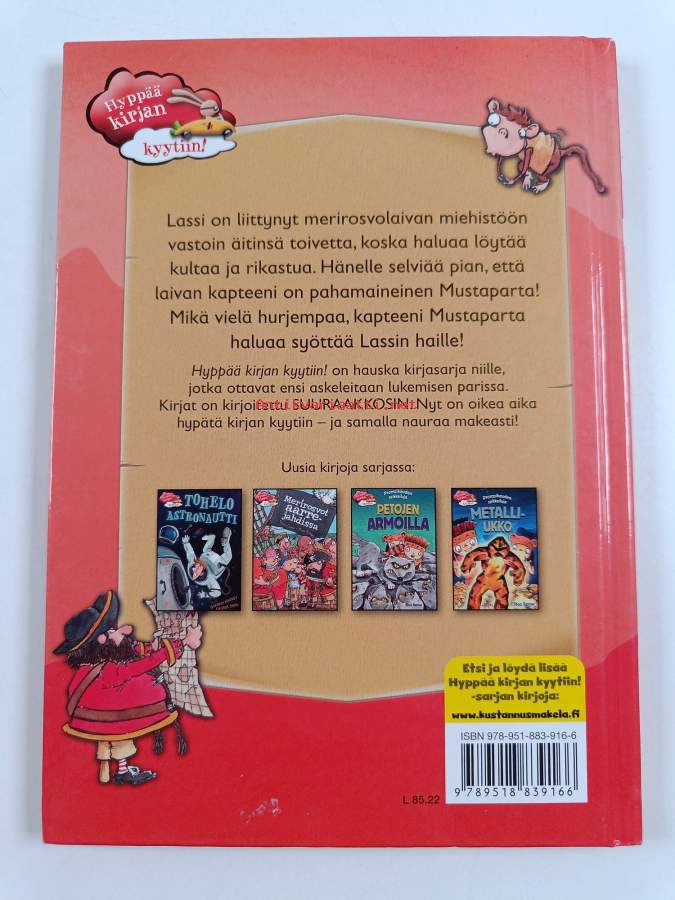 Hyppää
kirjan
kyytiin!
Lassi on liittynyt merirosvolaivan miehistöön
vastoin äitinsä toivetta, koska haluaa löytää
kultaa ja rikastua. Hänelle selviää pian, että
laivan kapteeni on pahamaineinen Mustaparta!
Mikä vielä hurjempaa, kapteeni Mustaparta
haluaa syöttää Lassin haille!
Hyppää kirjan kyytiin! on hauska kirjasarja niille,
jotka ottavat ensi askeleitaan lukemisen parissa.
Kirjat on kirjoitettu SUURAAKKOSIN. Nyt on oikea aika
antikvariaatti.net
hypätä kirjan kyytiin – ja samalla nauraa makeasti!
Uusia kirjoja sarjassa:
TOHELO
ASTRONAUTTI
Merirosvot
aarre-
jahdissa
PETOJEN
ARMOILLA
METALLI-
UKKO
Etsi ja löydä lisää
Hyppää kirjan kyytiin!
-sarjan kirjoja:
www.kustannusmakela.fi
ISBN 978-951-883-916-6
9 789518 839166
L 85.22